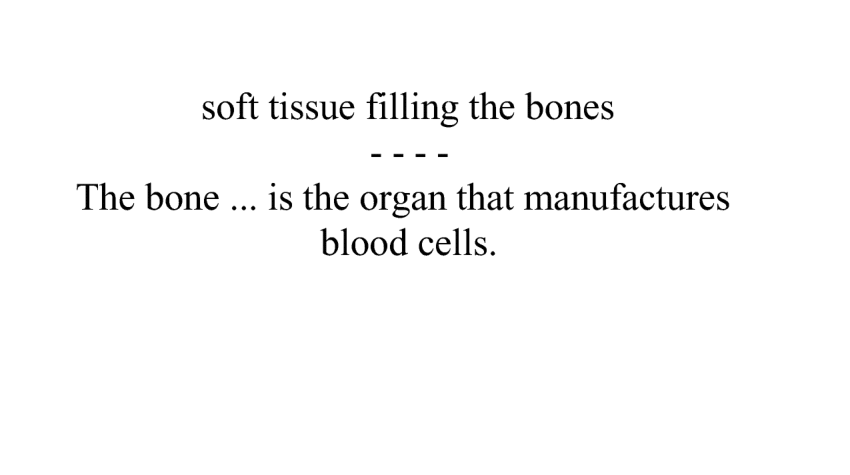 soft tissue filling the bones
- - - -
The bone ... is the organ that manufactures
blood cells.